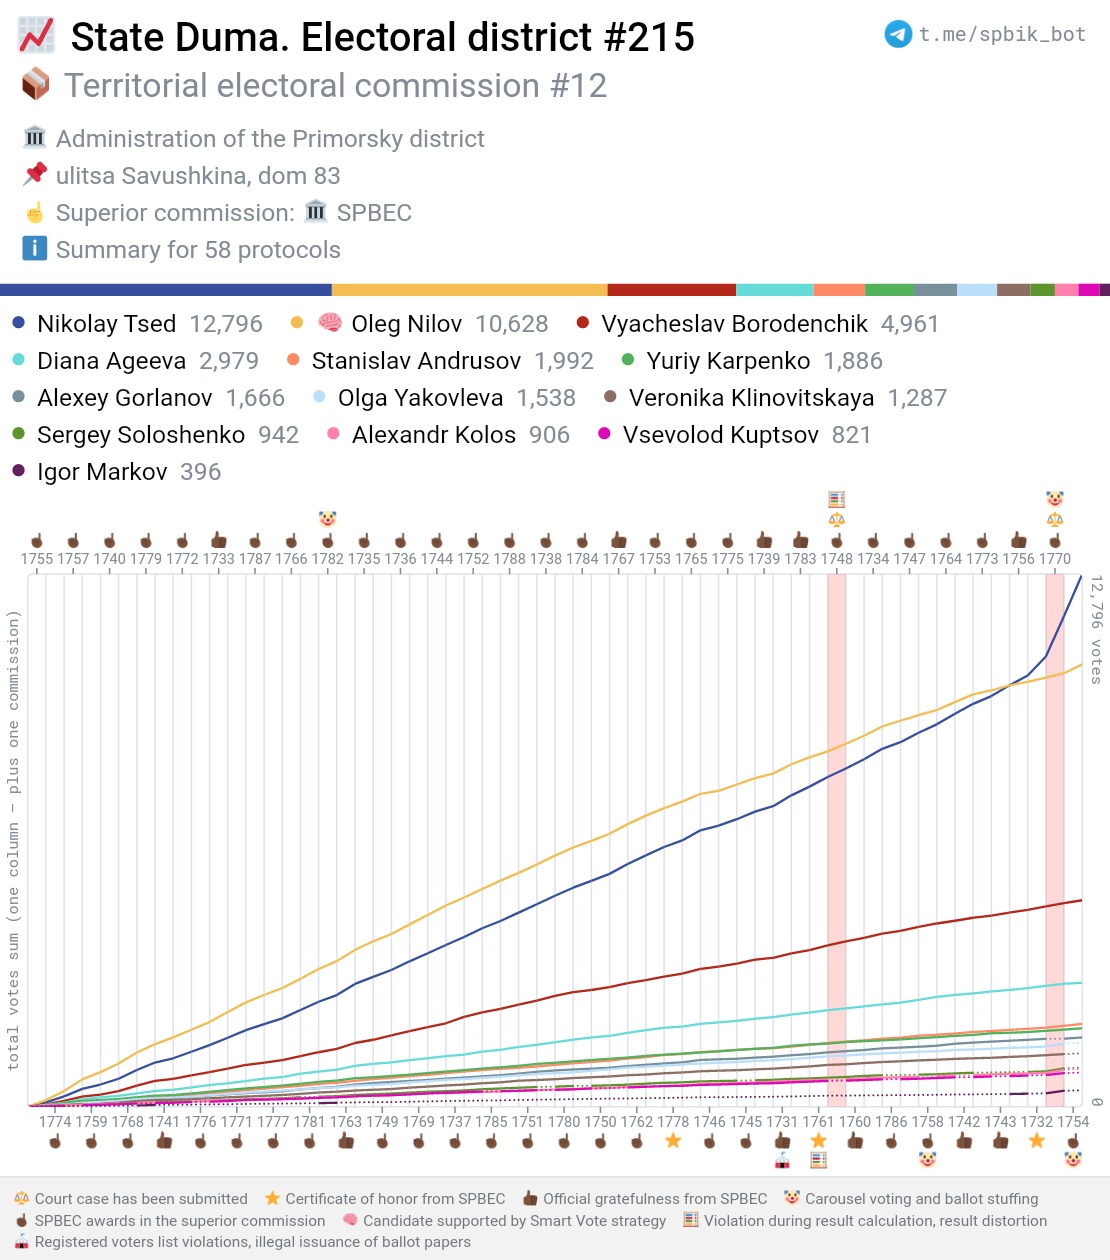 State Duma. Electoral district #215
t.me/spbik_bot
Territorial electoral commission #12
Administration of the Primorsky district
ulitsa Savushkina, dom 83
Superior commission: SPBEC
Summary for 58 protocols
Nikolay Tsed 12,796 Oleg Nilov 10,628 Vyacheslav Borodenchik 4,961
Diana Ageeva 2,979 Stanislav Andrusov 1,992 Yuriy Karpenko 1,886
Alexey Gorlanov 1,666 Olga Yakovleva 1,538 Veronika Klinovitskaya 1,287
Sergey Soloshenko 942 Alexandr Kolos 906 Vsevolod Kuptsov 821
Igor Markov 396
1755 1757 1740 1779 1772 1733 1787 1766 1782 1735 1736 1744 1752 1788 1738 1784 1767 1753 1765 1775 1739 1783 1748 1734 1747 1764 1773 1756 1770
12,796 votes
total votes sum (one column – plus one commission)
0
1774 1759 1768 1741 1776 1771 1777 1781 1763 1749 1769 1737 1785 1751 1780 1750 1762 1778 1746 1745 1731 1761 1760 1786 1758 1742 1743 1732 1754
Court case has been submitted Certificate of honor from SPBEC Official gratefulness from SPBEC Carousel voting and ballot stuffing
SPBEC awards in the superior commission Candidate supported by Smart Vote strategy Violation during result calculation, result distortion
Registered voters list violations, illegal issuance of ballot papers